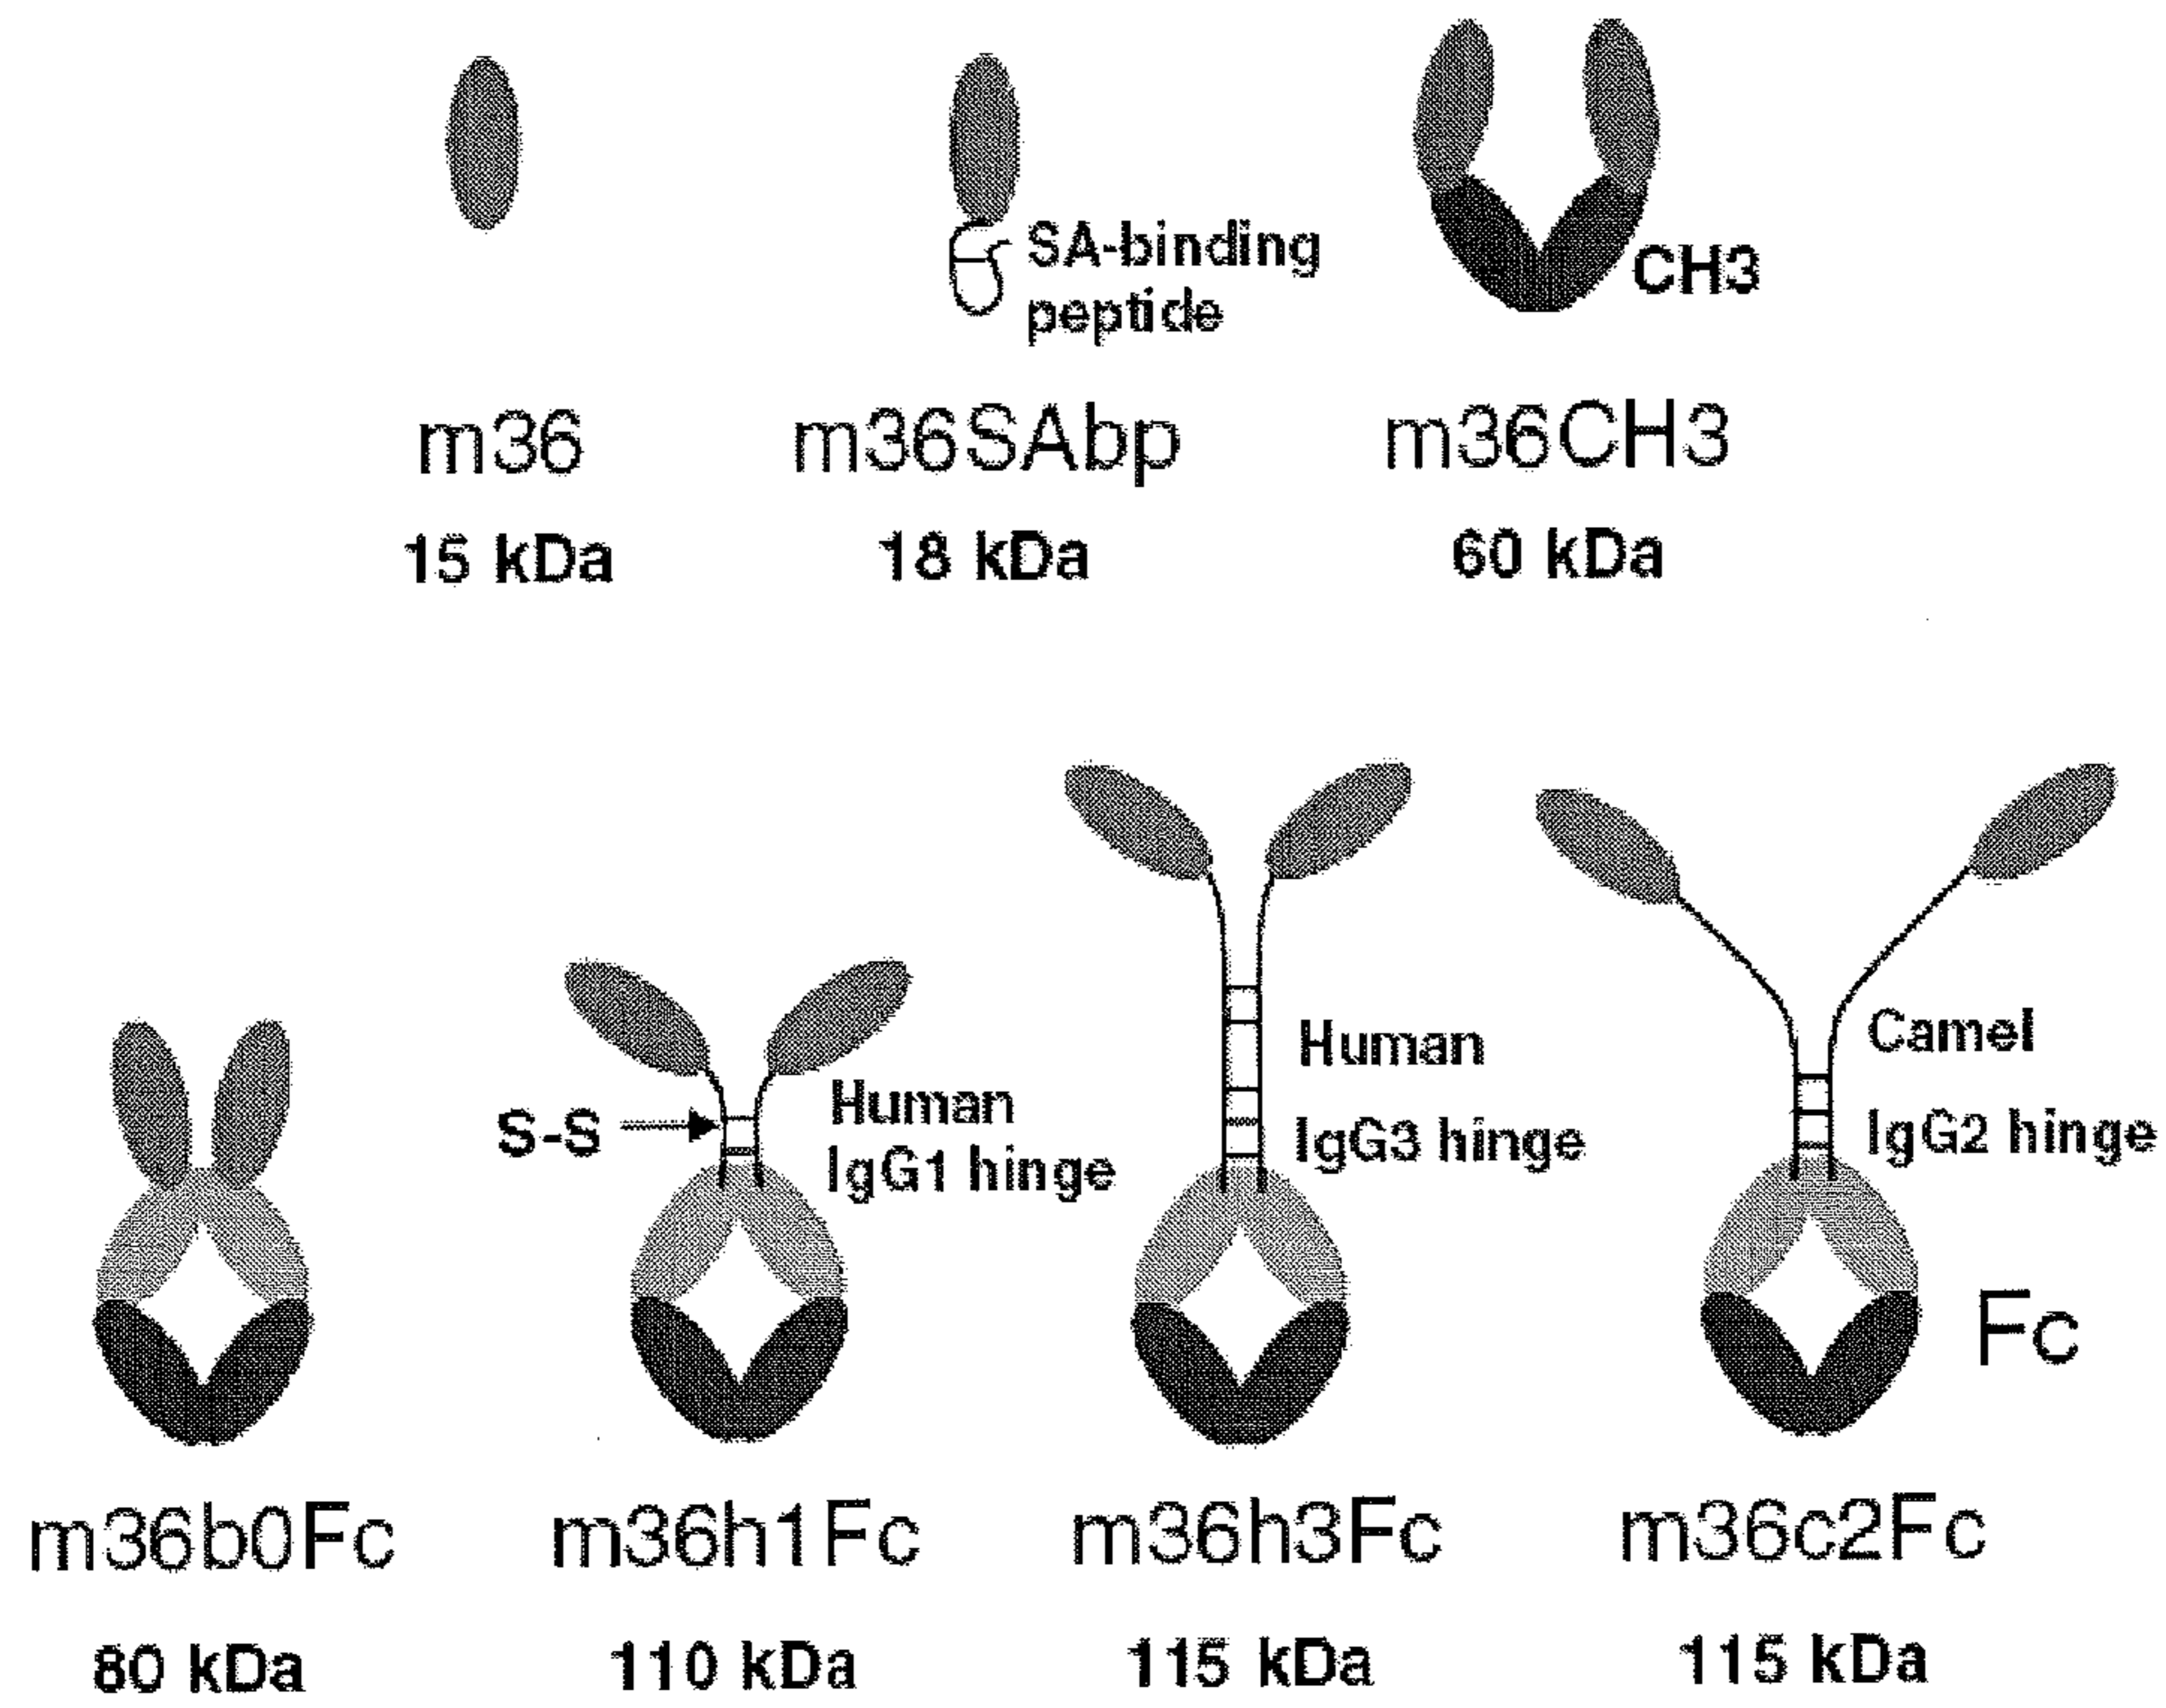 SA-binding
peptide
CH3
m36
m36SAbp
m36CH3
15 kDa
18 kDa
60 kDa
S-S
Human
IgG1 hinge
Human
IgG3 hinge
Camel
IgG2 hinge
Fc
m36b0Fc
m36h1Fc
m36h3Fc
m36c2Fc
80 kDa
110 kDa
115 kDa
115 kDa